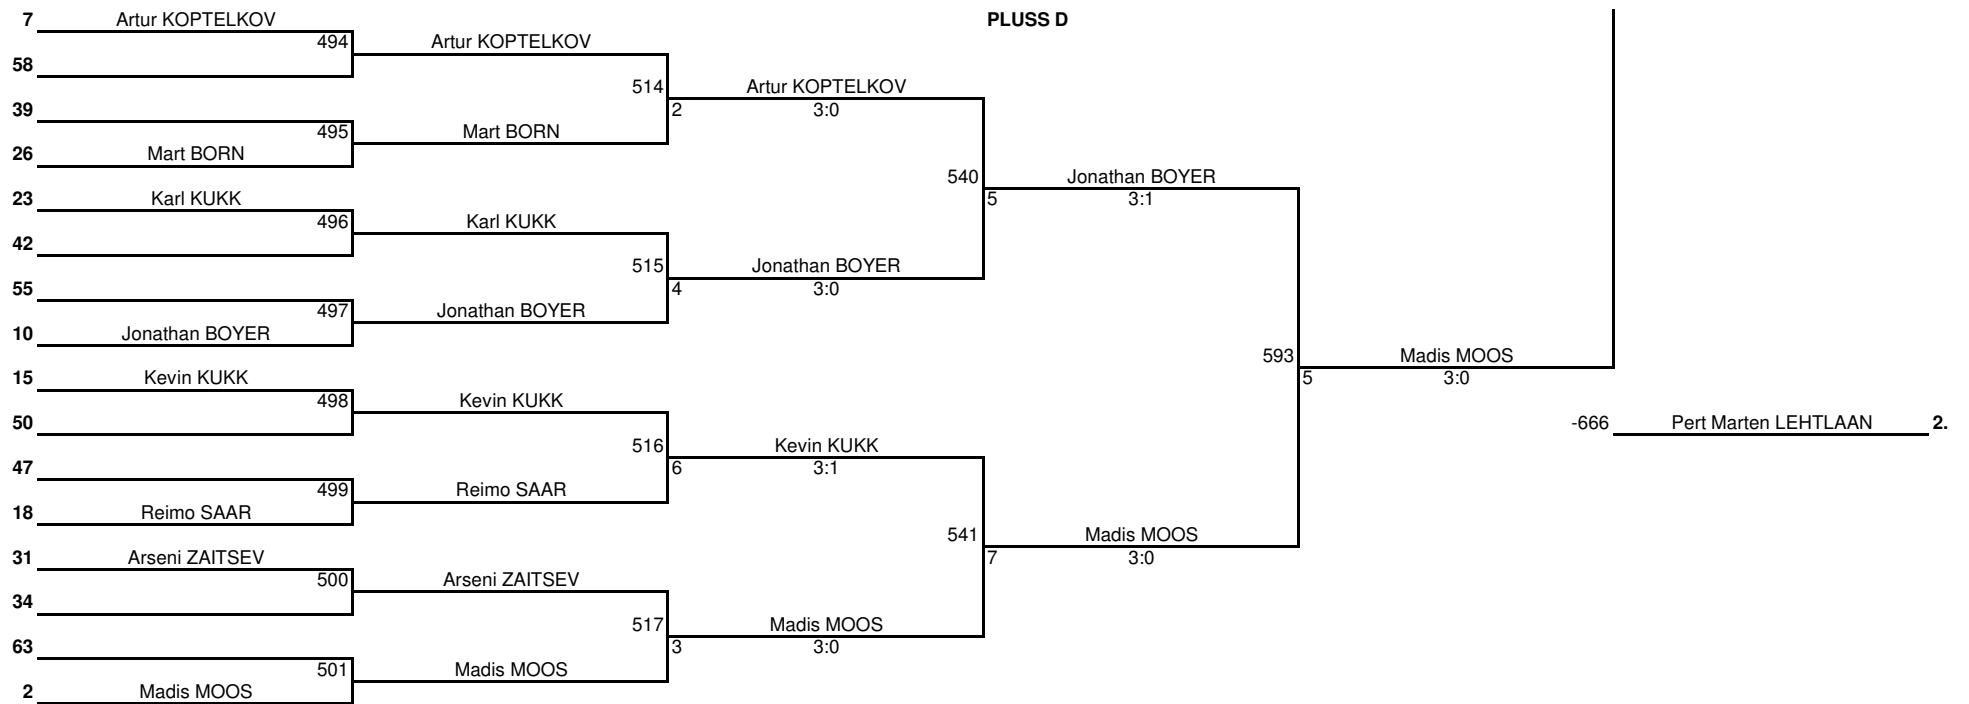 7 Artur KOPTELKOV PLUSS D
494 Artur KOPTELKOV
58
514 Artur KOPTELKOV
39 2 3:0
495 Mart BORN
26 Mart BORN
540 Jonathan BOYER
23 Karl KUKK 5 3:1
496 Karl KUKK
42
515 Jonathan BOYER
55 4 3:0
497 Jonathan BOYER
10 Jonathan BOYER
593 Madis MOOS
15 Kevin KUKK 5 3:0
498 Kevin KUKK
50 -666 Pert Marten LEHTLAAN 2.
516 Kevin KUKK
47 6 3:1
499 Reimo SAAR
18 Reimo SAAR
541 Madis MOOS
31 Arseni ZAITSEV 7 3:0
500 Arseni ZAITSEV
34
517 Madis MOOS
63 3 3:0
501 Madis MOOS
2 Madis MOOS